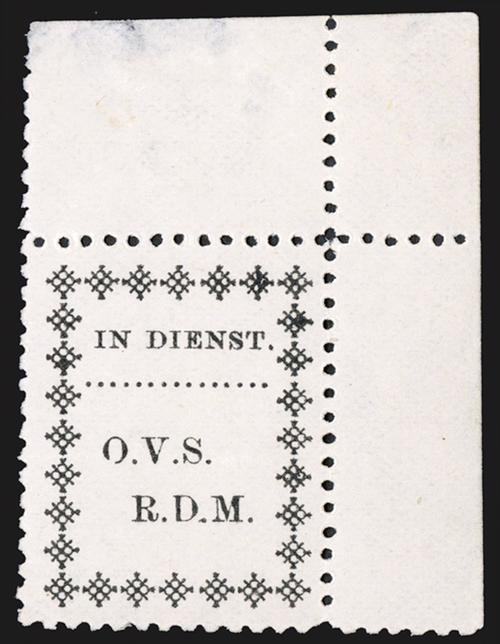 IN DIENST.
O.V.S.
R.D.M.